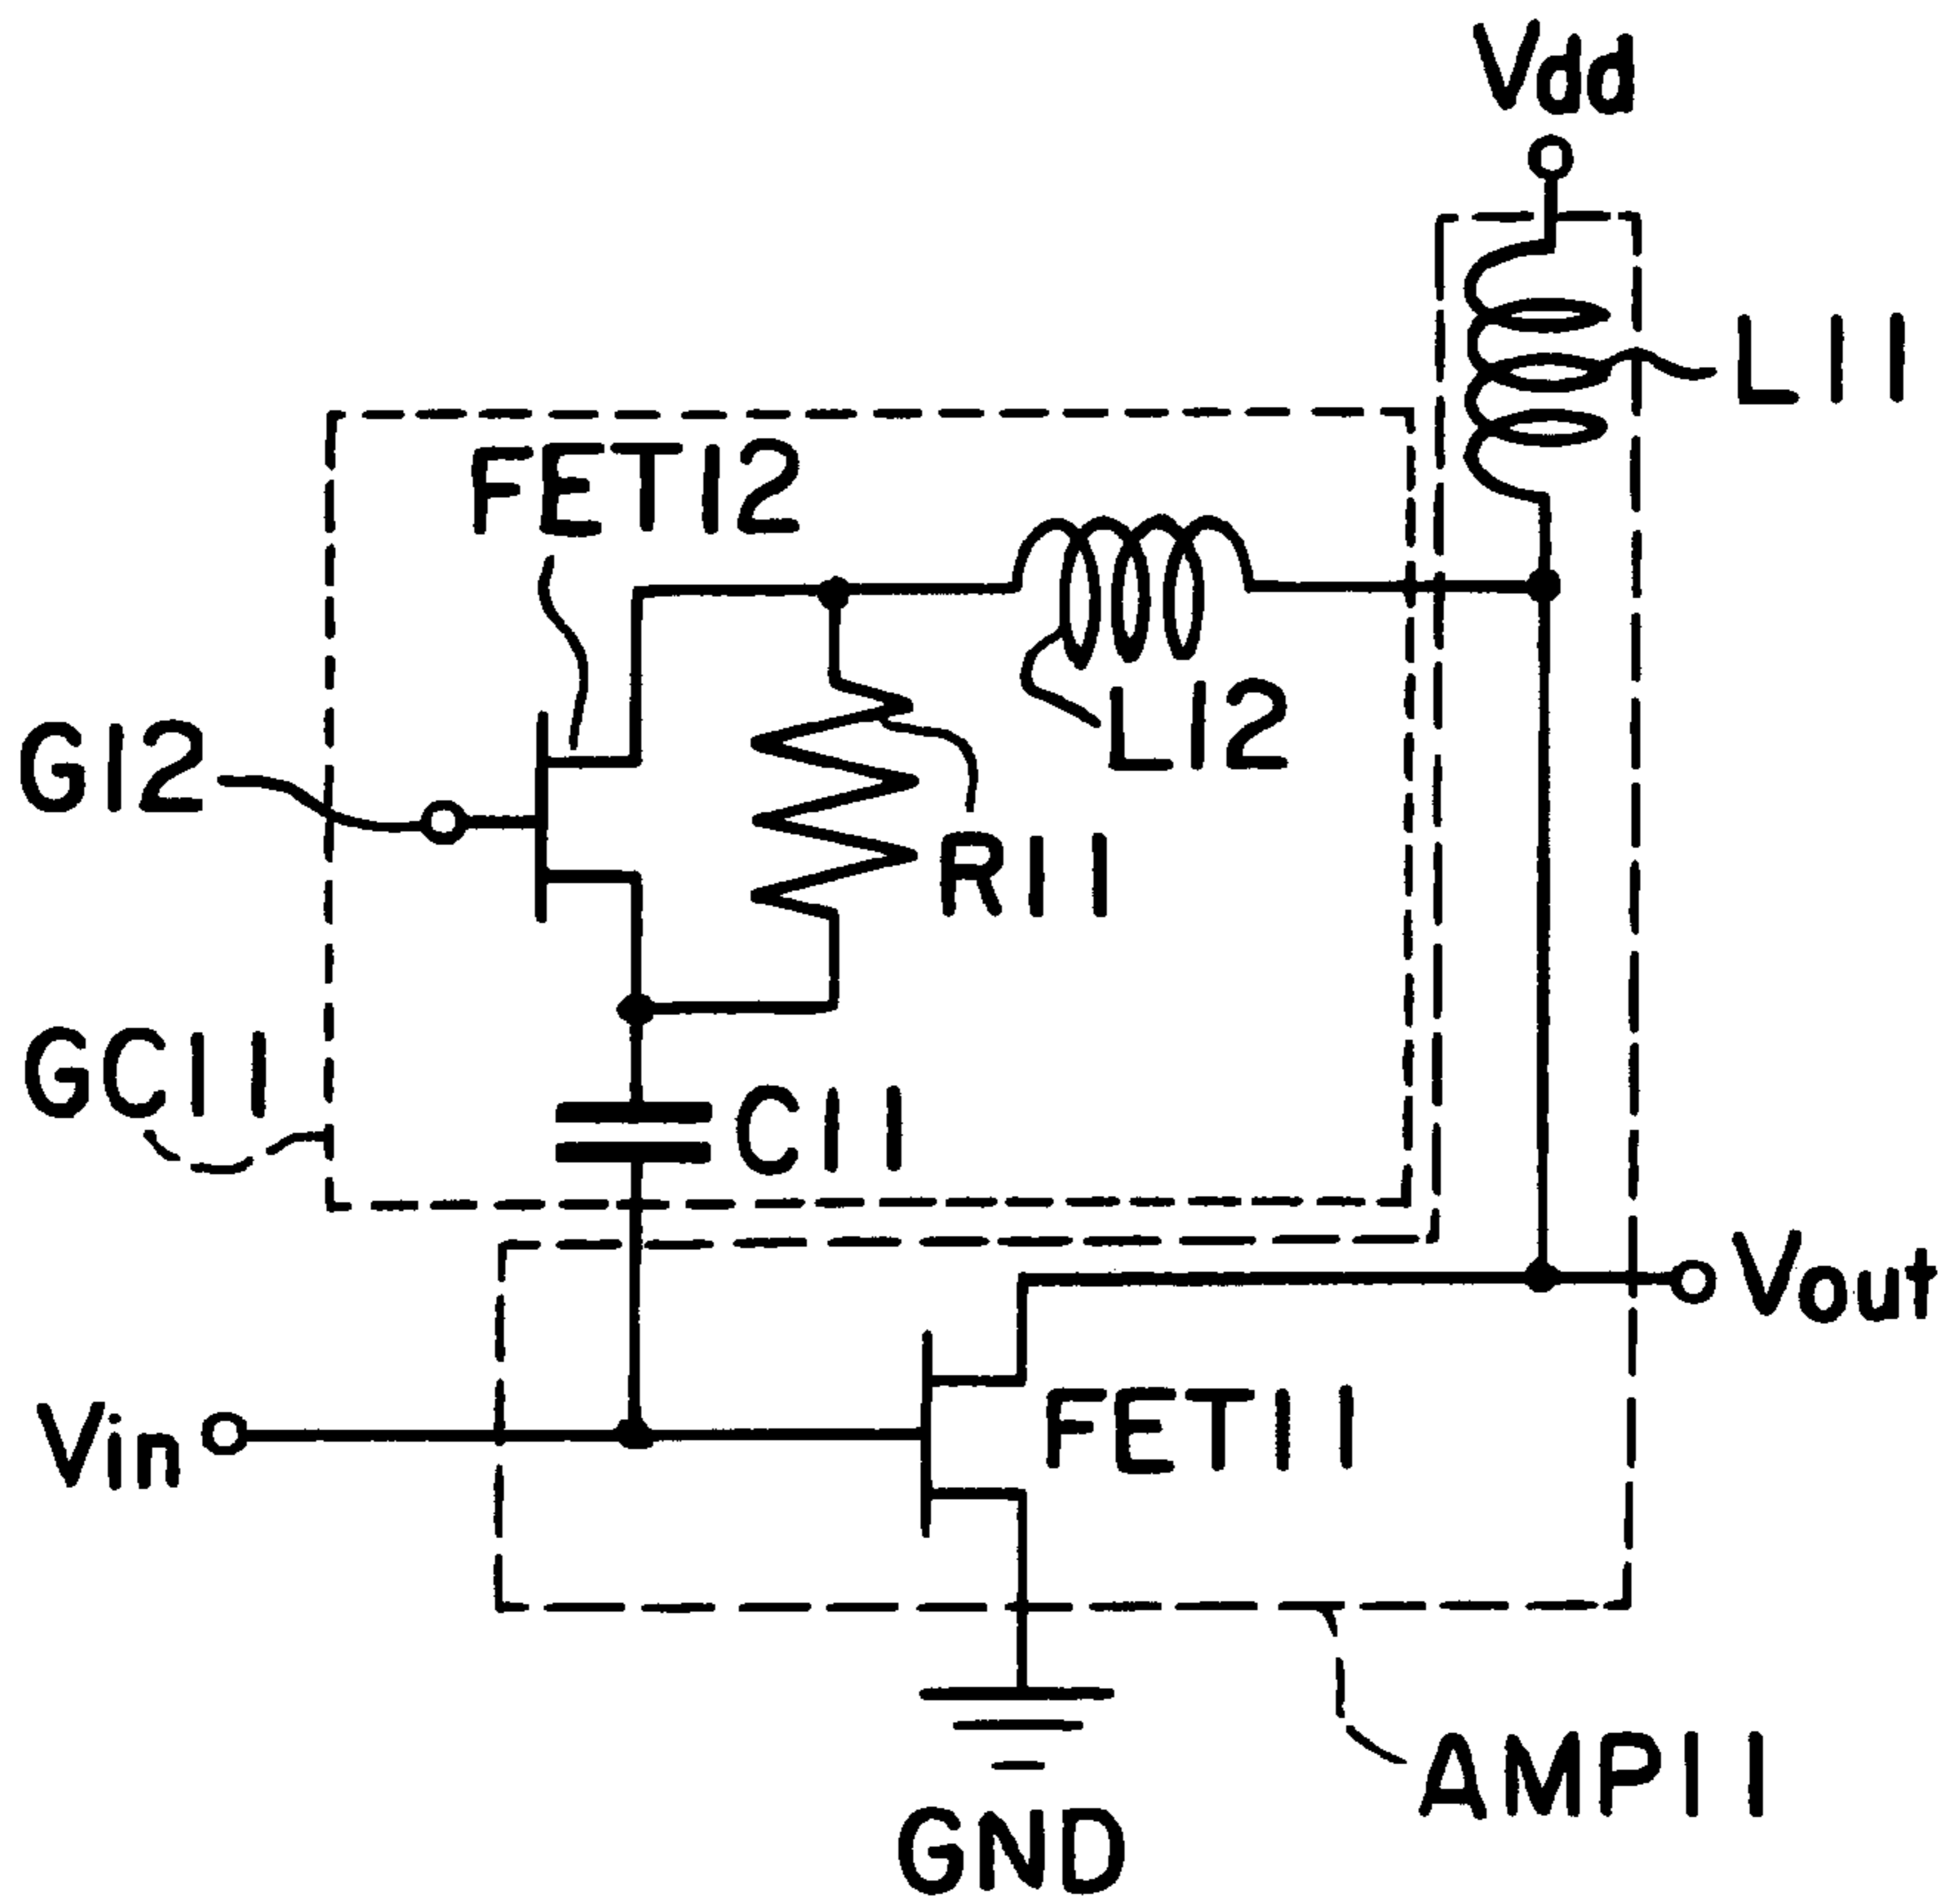 Vdd
L11
FET12
L12
G12
R11
GC11
C11
Vout
Vin
FET11
AMP11
GND